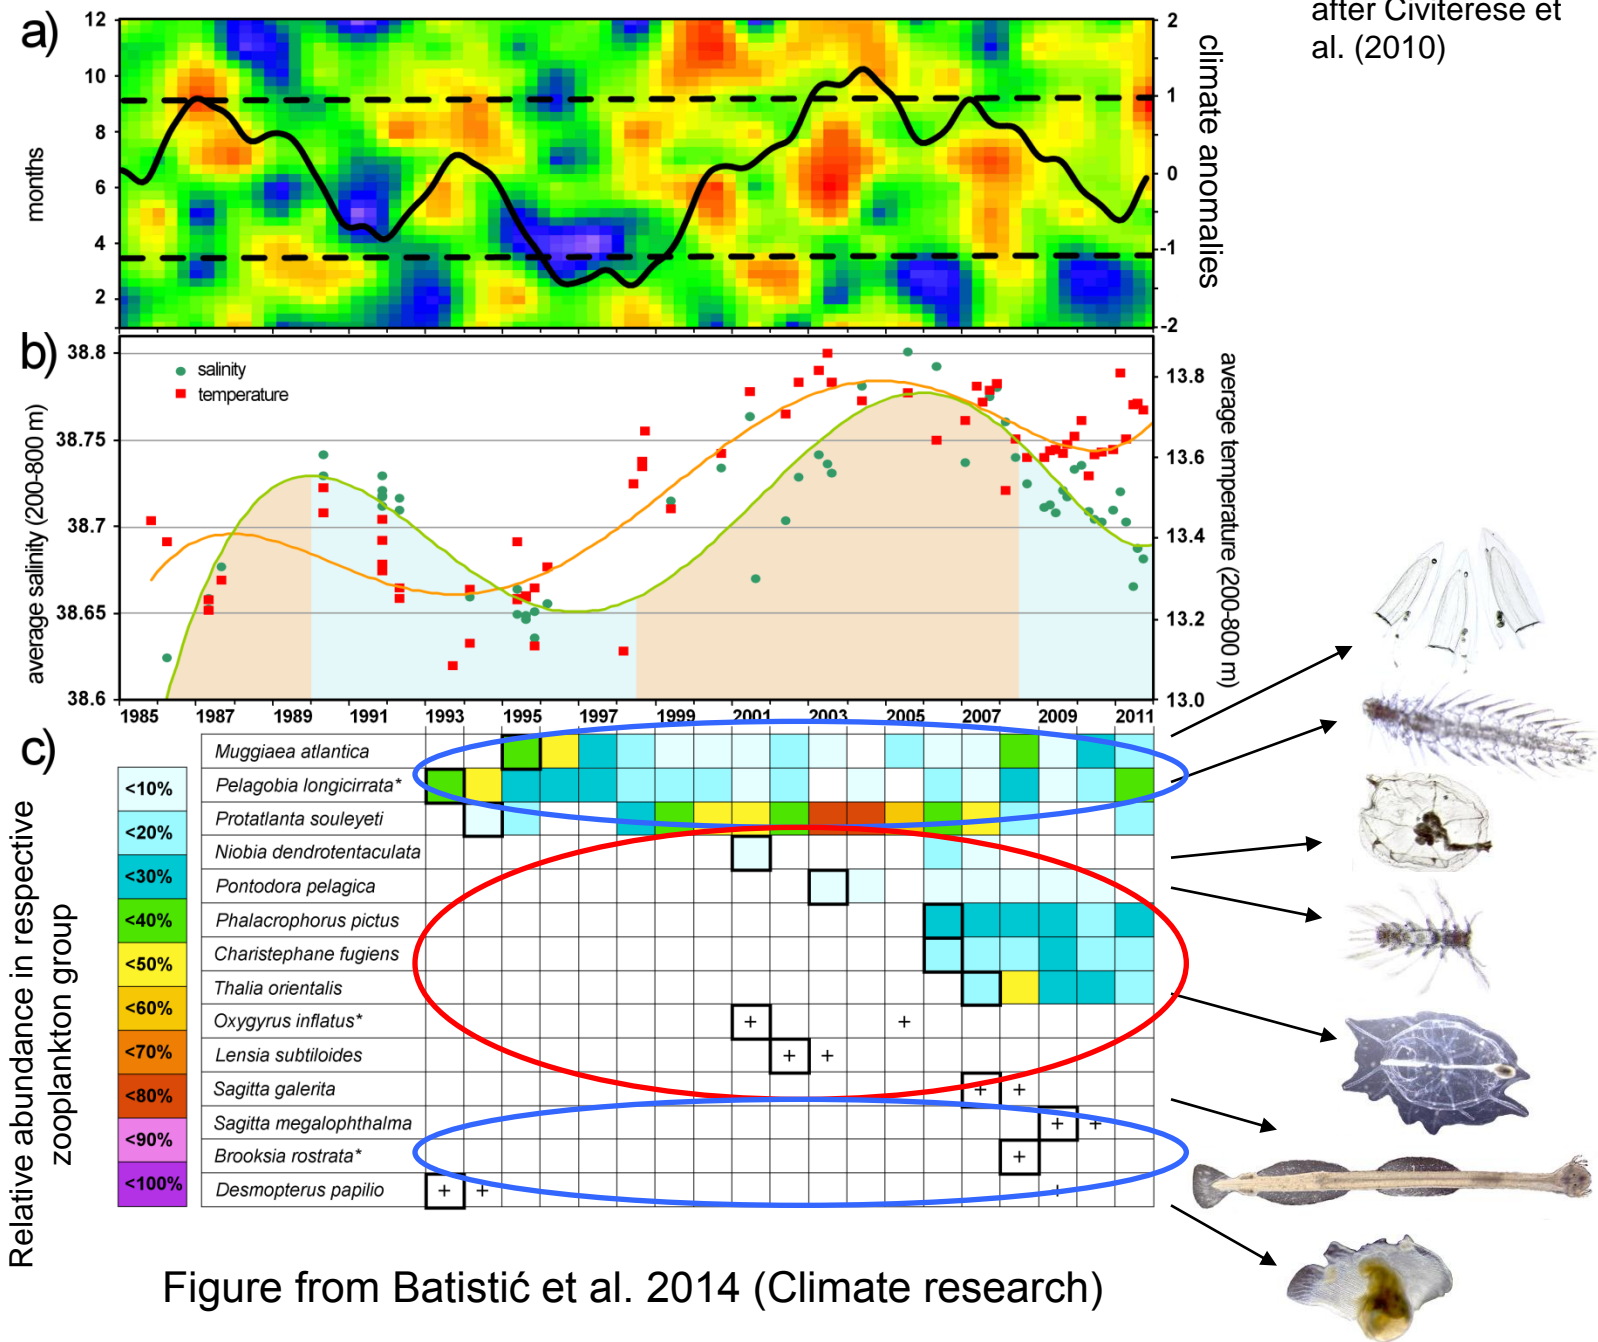 after Civiterese et
al. (2010)
a)
12
10
8
6
4
2
months
2
1
0
-1
-2
climate anomalies
b)
38.8
38.75
38.7
38.65
38.6
average salinity (200-800 m)
salinity
temperature
13.8
13.6
13.4
13.2
13.0
average temperature (200-800 m)
1985 1987 1989 1991 1993 1995 1997 1999 2001 2003 2005 2007 2009 2011
c)
Relative abundance in respective
zooplankton group
<10%
<20%
<30%
<40%
<50%
<60%
<70%
<80%
<90%
<100%
Muggiaea atlantica
Pelagobia longicirrata*
Protatlanta souleyeti
Niobia dendrotentaculata
Pontodora pelagica
Phalacrophorus pictus
Charistephane fugiens
Thalia orientalis
Oxygyrus inflatus* + +
Lensia subtiloides + +
Sagitta galerita + +
Sagitta megalophthalma + +
Brooksia rostrata* +
Desmopterus papilio + + +
Figure from Batistić et al. 2014 (Climate research)